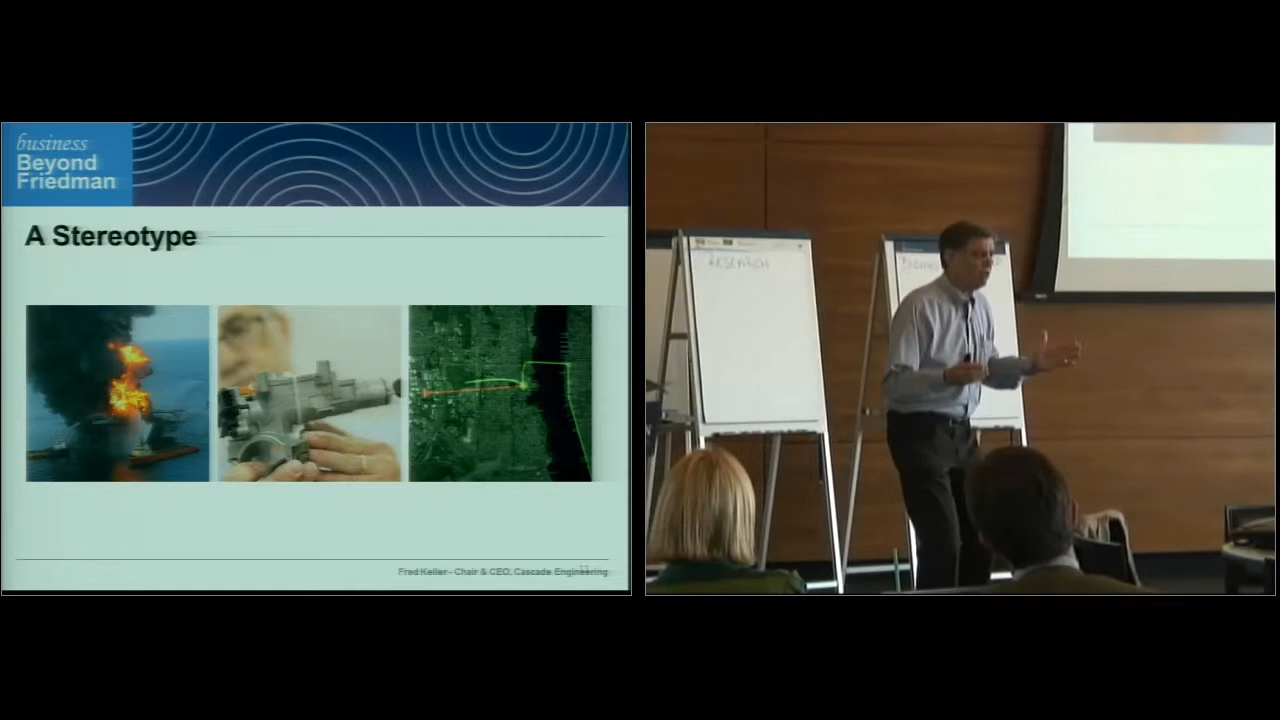 business
Beyond
Friedman
A Stereotype
Fred Keller - Chair & CEO, Cascade Engineering
RESEARCH